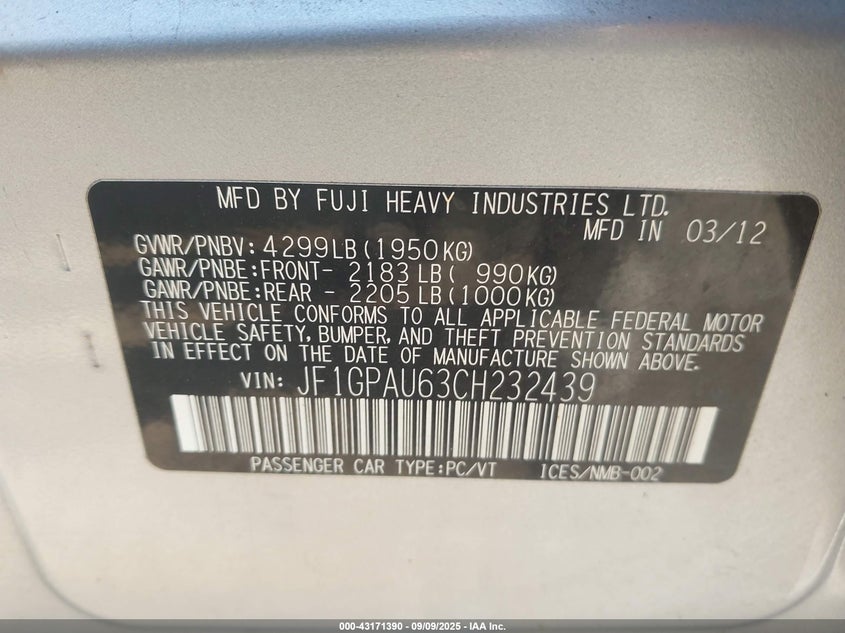 MFD BY FUJI HEAVY INDUSTRIES LTD.
MFD IN 03/12
GVWR/PNBV: 4299LB(1950KG)
GAWR/PNBE:FRONT- 2183LB( 990KG)
GAWR/PNBE:REAR - 2205LB(1000KG)
THIS VEHICLE CONFORMS TO ALL APPLICABLE FEDERAL MOTOR
VEHICLE SAFETY, BUMPER, AND THEFT PREVENTION STANDARDS
IN EFFECT ON THE DATE OF MANUFACTURE SHOWN ABOVE.
VIN: JF1GPAU63CH232439
PASSENGER CAR TYPE:PC/VT ICES/NMB-002
000-43171390 - 09/09/2025 - IAA Inc.